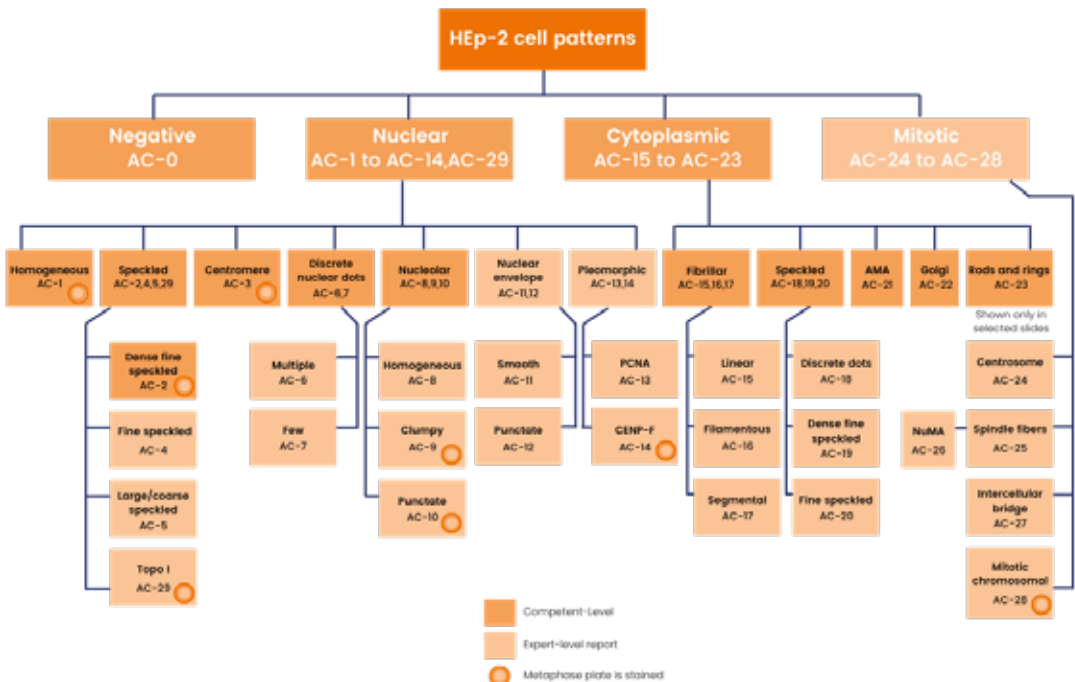 HEp-2 cell patterns
Negative
AC-0
Nuclear
AC-1 to AC-14,AC-29
Cytoplasmic
AC-15 to AC-23
Mitotic
AC-24 to AC-28
Homogeneous
AC-1
Speckled
AC-2,4,5,29
Centromere
AC-3
Discrete
nuclear dots
AC-6,7
Nucleolar
AC-8,9,10
Nuclear
envelope
AC-11,12
Pleomorphic
AC-13,14
Fibrillar
AC-15,16,17
Speckled
AC-18,19,20
AMA
AC-21
Golgi
AC-22
Rods and rings
AC-23
Shown only in
selected slides
Dense fine
speckled
AC-2
Fine speckled
AC-4
Large/coarse
speckled
AC-5
Topo I
AC-29
Multiple
AC-6
Few
AC-7
Homogeneous
AC-8
Clumpy
AC-9
Punctate
AC-10
Smooth
AC-11
Punctate
AC-12
PCNA
AC-13
CENP-F
AC-14
Linear
AC-15
Filamentous
AC-16
Segmental
AC-17
Discrete dots
AC-18
Dense fine
speckled
AC-19
Fine speckled
AC-20
Centrosome
AC-24
NuMA
AC-26
Spindle fibers
AC-25
Intercellular
bridge
AC-27
Mitotic
chromosomal
AC-28
Competent-Level
Expert-level report
Metaphase plate is stained